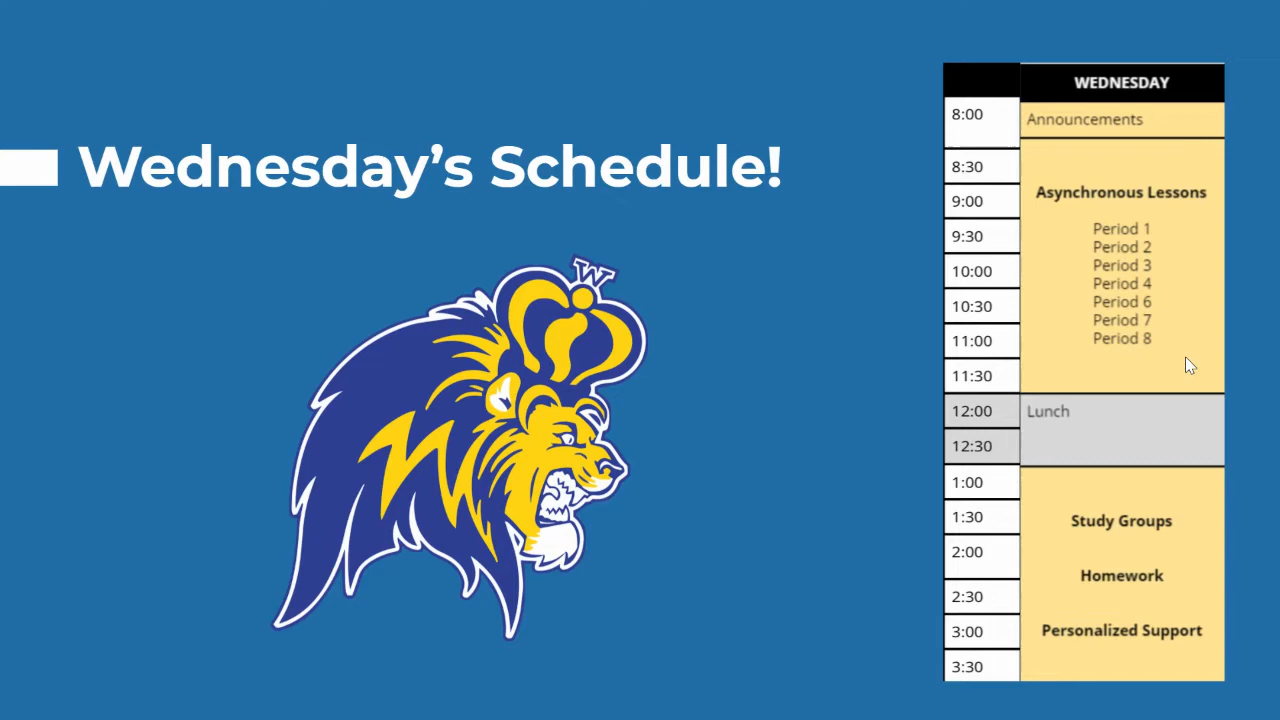 Wednesday's Schedule!
W
WEDNESDAY
8:00
Announcements
8:30
Asynchronous Lessons
9:00
Period 1
9:30
Period 2
Period 3
10:00
Period 4
10:30
Period 6
Period 7
11:00
Period 8
11:30
12:00
Lunch
12:30
1:00
1:30
Study Groups
2:00
Homework
2:30
3:00
Personalized Support
3:30